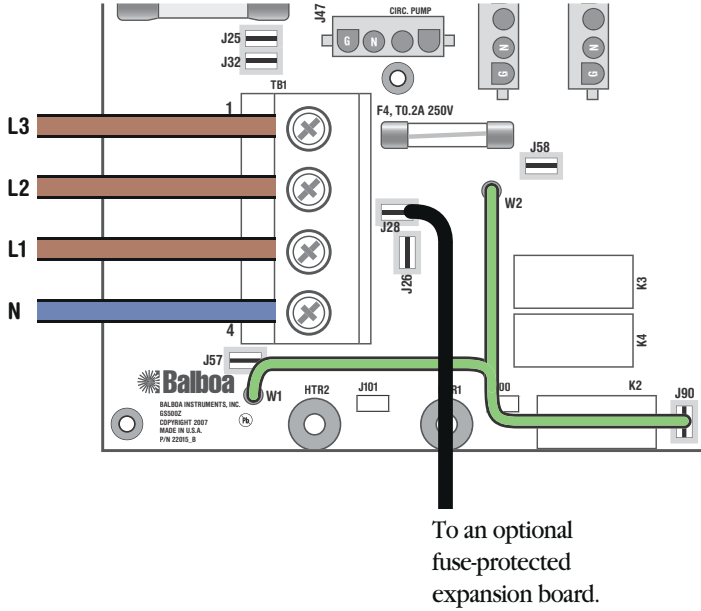 J47
CIRC. PUMP
G N
N
G
N
G
J25
J32
TB1
1
F4, T0.2A 250V
L3
J58
L2
W2
J28
L1
J26
K3
N
K4
4
J57
Balboa
W1
HTR2
J101
R1
00
K2
J90
BALBOA INSTRUMENTS, INC.
GS500Z
COPYRIGHT 2007
MADE IN U.S.A.
P/N 22015_B
Pb
To an optional
fuse-protected
expansion board.